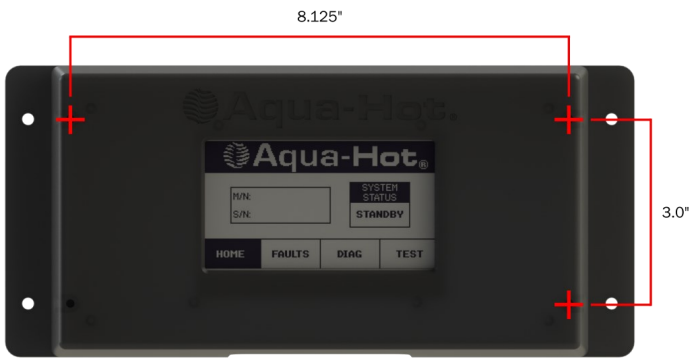 8.125"
Aqua-Hot.
Aqua-Hot®
M/N:
SYSTEM
STATUS
S/N:
STANDBY
3.0"
HOME FAULTS DIAG TEST